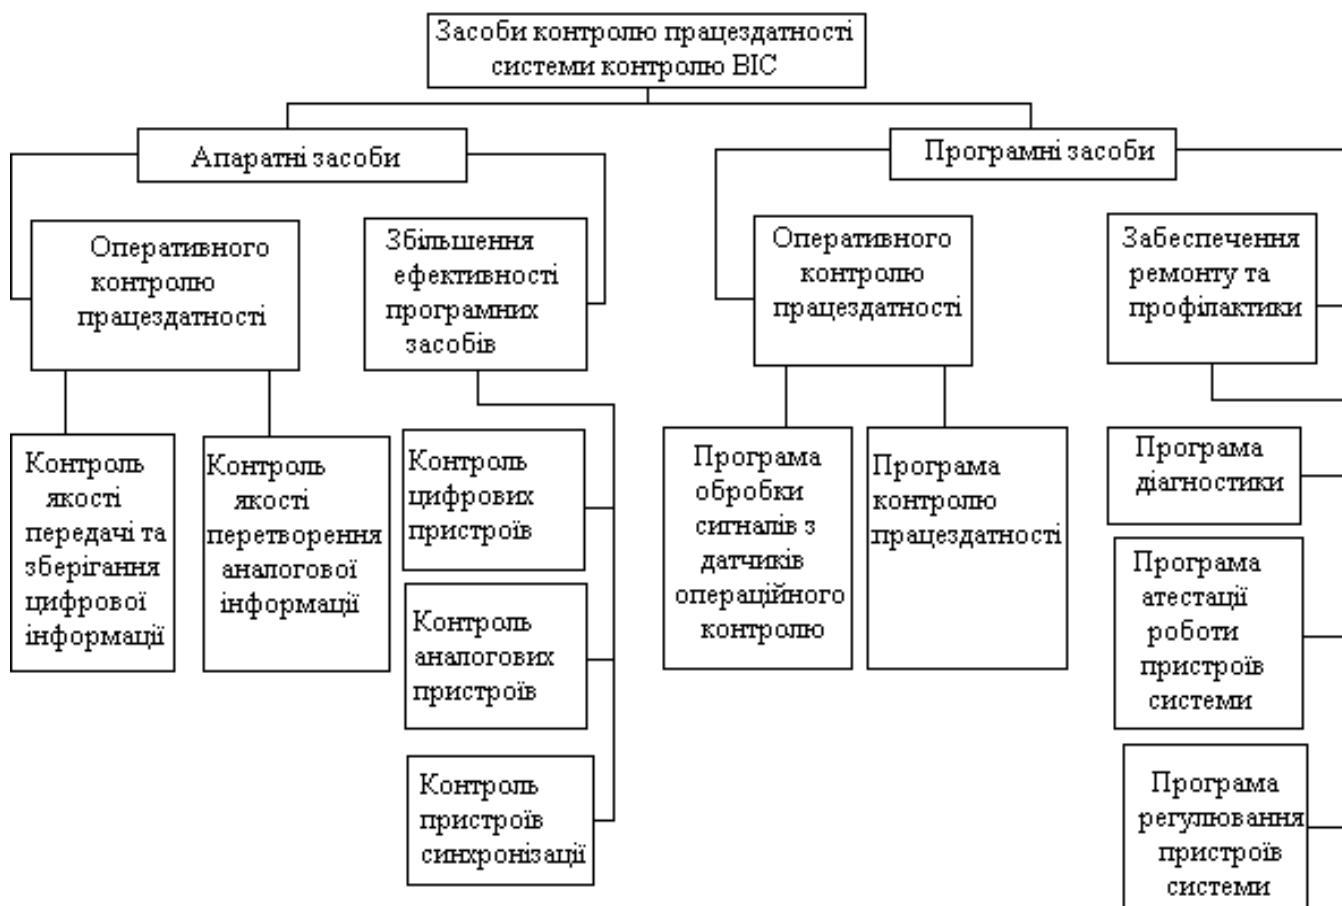 Засоби контролю працездатності
системи контролю ВІС
Апаратні засоби
Програмні засоби
Оперативного
контролю
працездатності
Збільшення
ефективності
програмних
засобів
Оперативного
контролю
працездатності
Забеспечення
ремонту та
профілактики
Контроль
якості
передачі та
зберігання
цифрової
інформації
Контроль
якості
перетворення
аналогової
інформації
Контроль
цифрових
пристроїв
Контроль
аналогових
пристроїв
Контроль
пристроїв
синхронізації
Програма
обробки
сигналів з
датчиків
операційного
контролю
Програма
контролю
працездатності
Програма
діагностики
Програма
атестації
роботи
пристроїв
системи
Програма
регулювання
пристроїв
системи